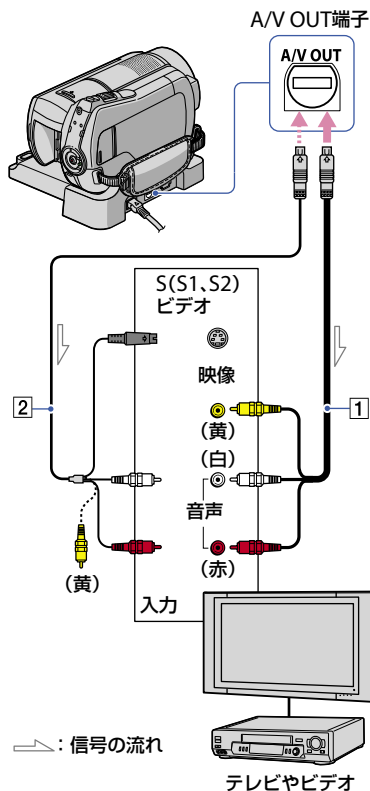 A/V OUT端子
A/V OUT
S(S1、S2)
ビデオ
映像
2
1
(黄)
(白)
音声
(赤)
(黄)
入力
:信号の流れ
テレビやビデオ